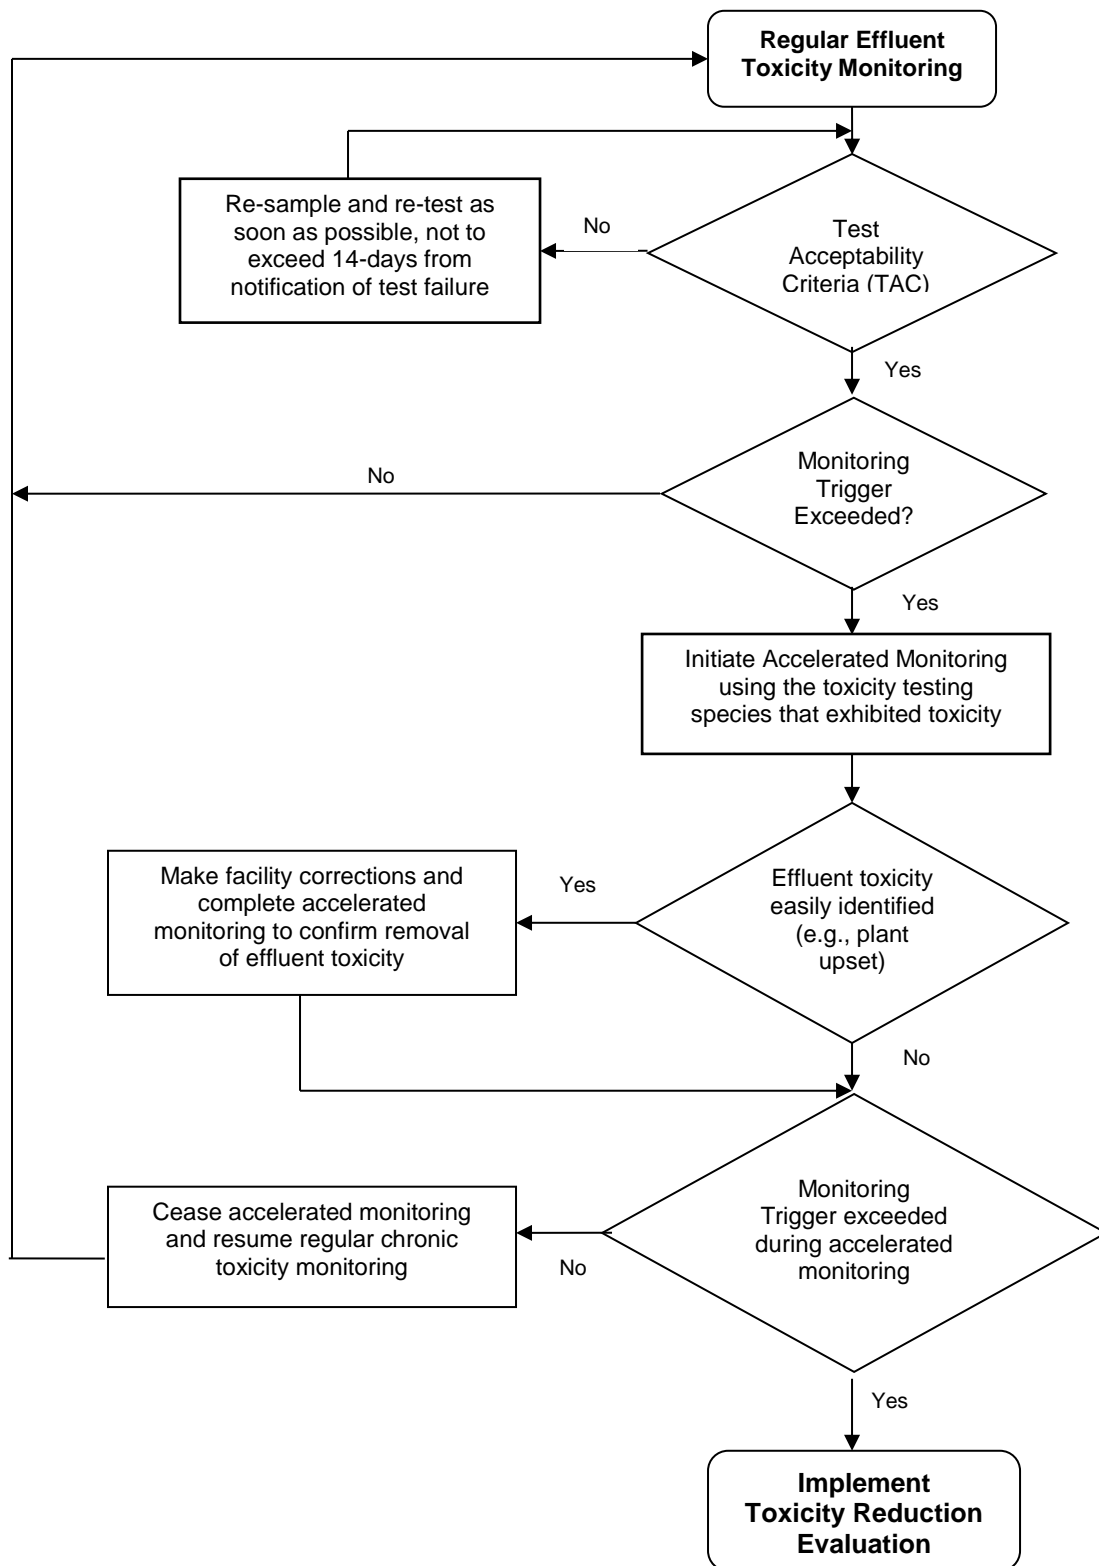 Regular Effluent
Toxicity Monitoring
Re-sample and re-test as
soon as possible, not to
exceed 14-days from
notification of test failure
No
Test
Acceptability
Criteria (TAC)
Yes
No
Monitoring
Trigger
Exceeded?
Yes
Initiate Accelerated Monitoring
using the toxicity testing
species that exhibited toxicity
Make facility corrections and
complete accelerated
monitoring to confirm removal
of effluent toxicity
Yes
Effluent toxicity
easily identified
(e.g., plant
upset)
No
Cease accelerated monitoring
and resume regular chronic
toxicity monitoring
No
Monitoring
Trigger exceeded
during accelerated
monitoring
Yes
Implement
Toxicity Reduction
Evaluation